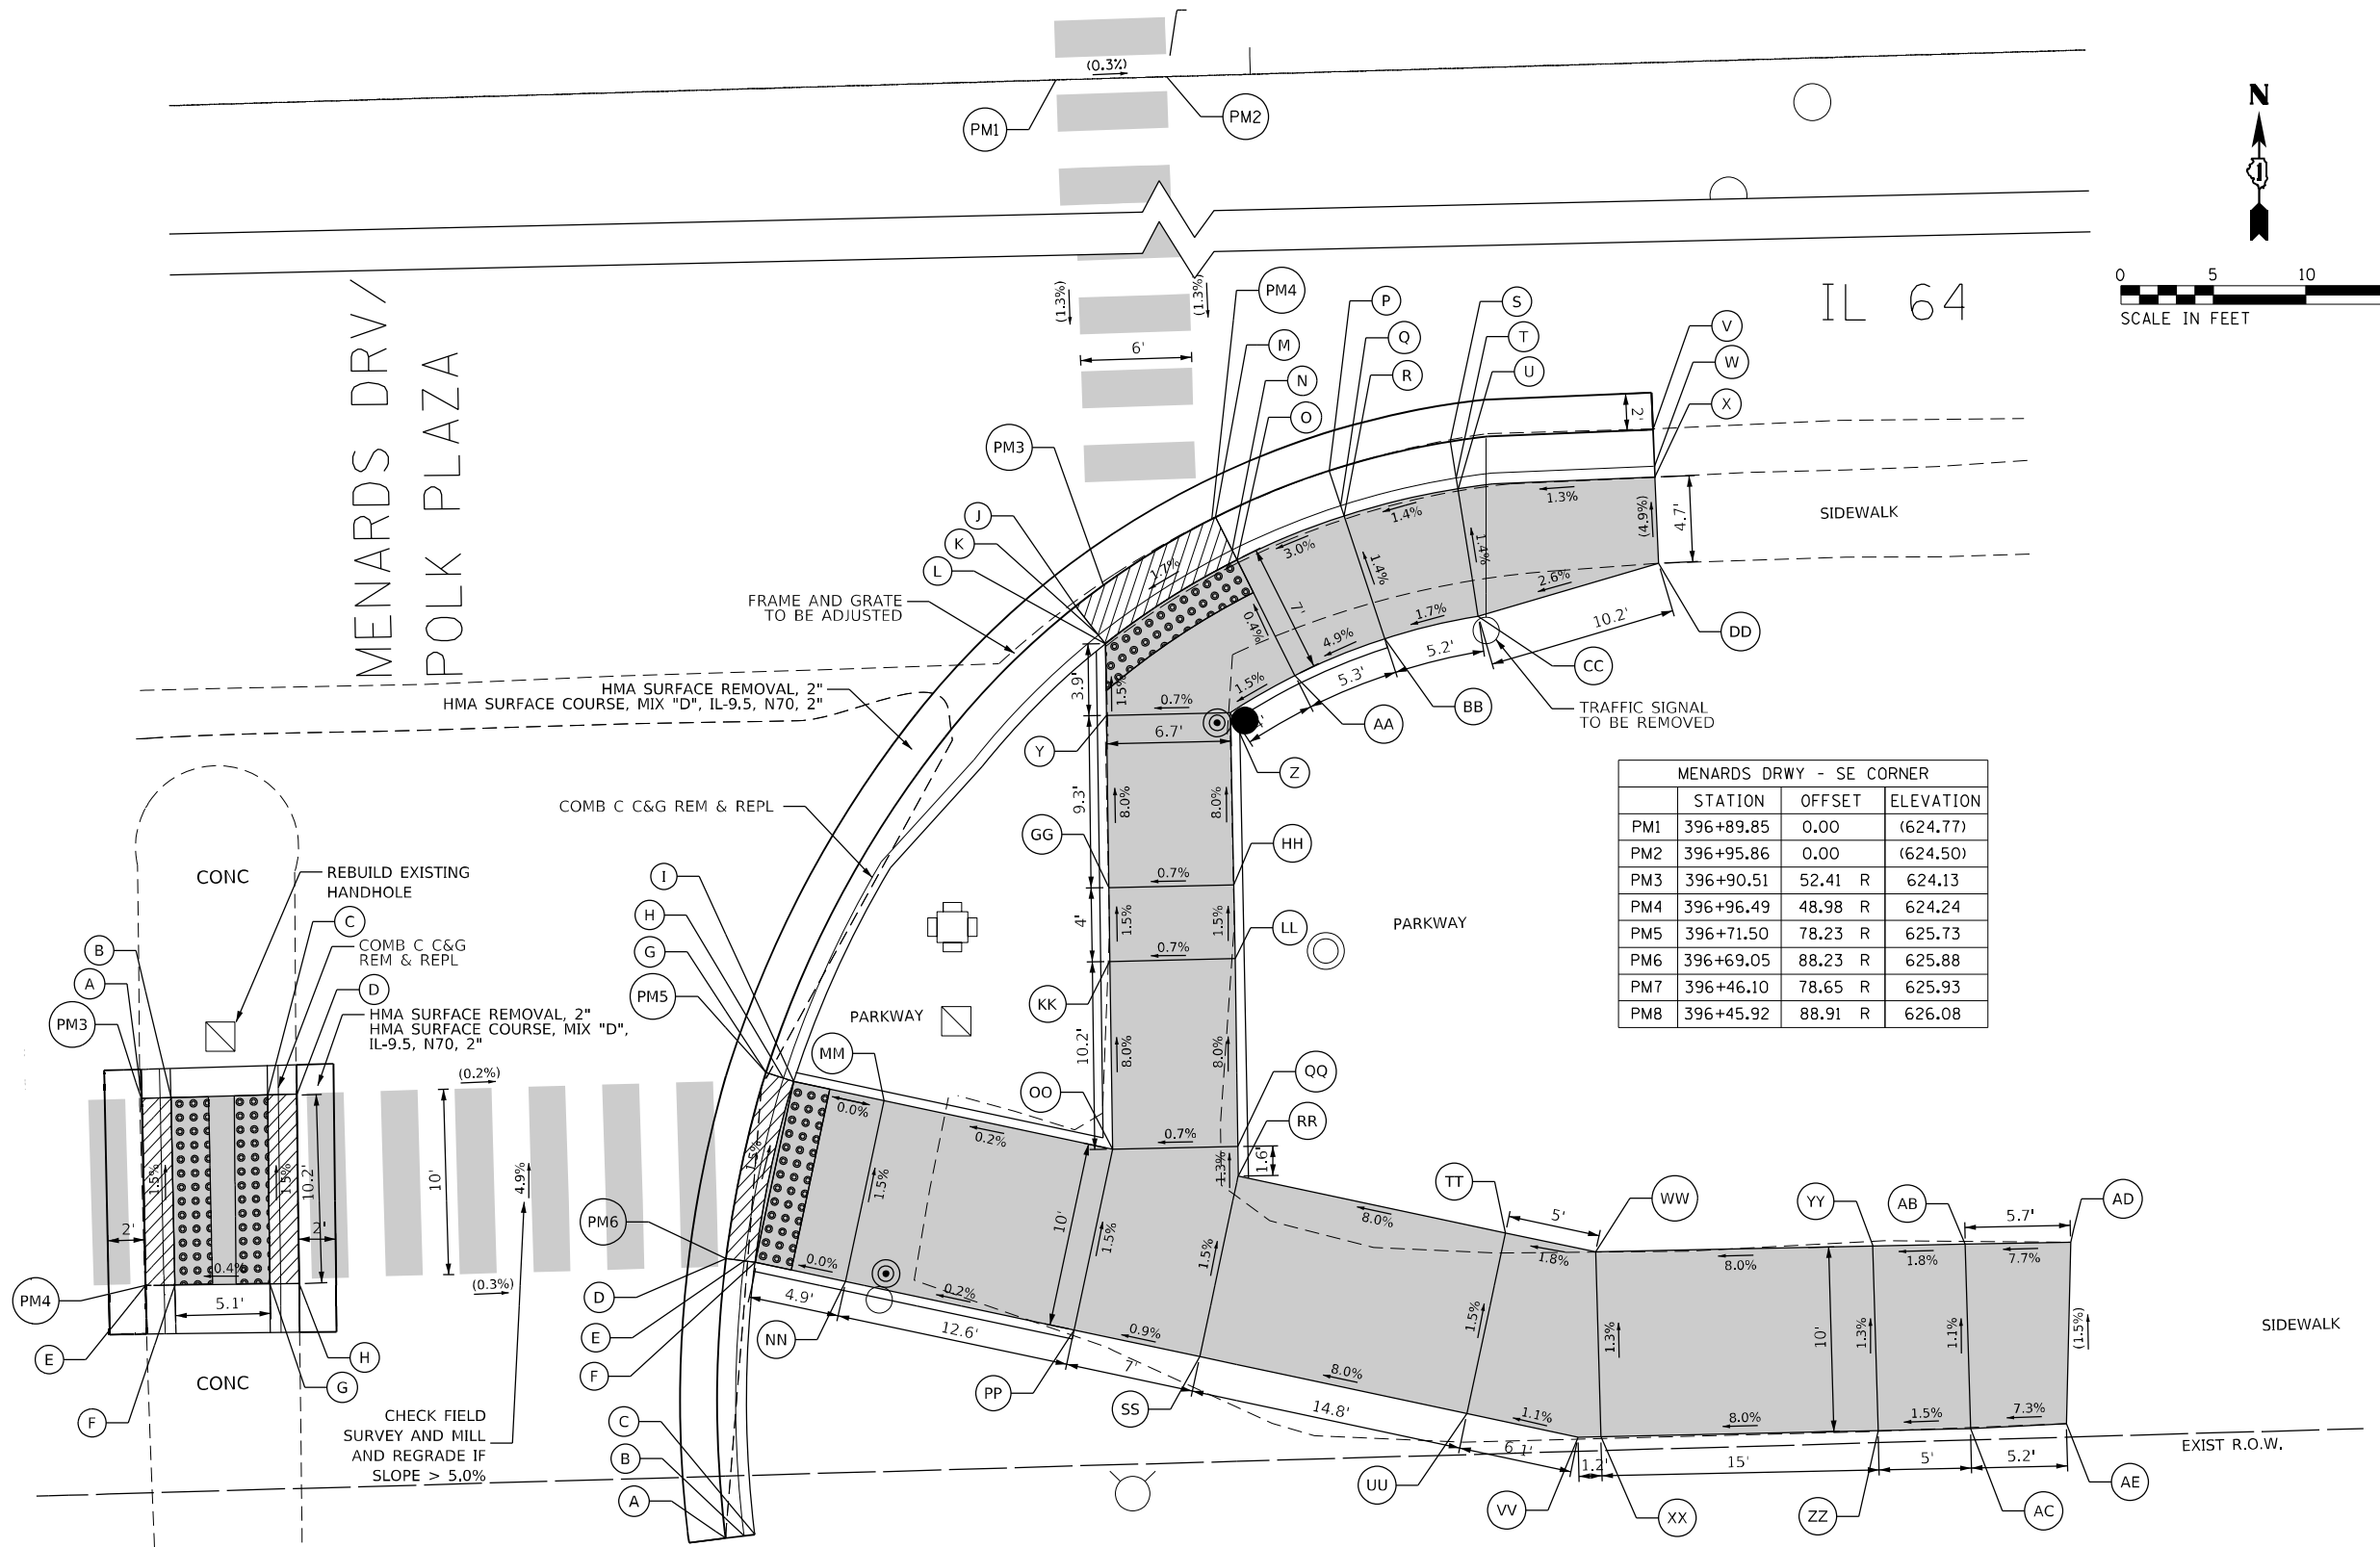 (0.3%)
PM1
PM2
N
0 5 10
SCALE IN FEET
IL 64
MENARDS DRV/
POLK PLAZA
(1.3%)
(1.3%)
6'
PM4
M
N
O
P
Q
R
S
T
U
V
W
X
2'
PM3
J
K
L
1.7%
3.0%
1.4%
1.3%
(4.9%)
4.7'
SIDEWALK
FRAME AND GRATE
TO BE ADJUSTED
0.4%
7'
1.4%
1.4%
2.6%
1.7%
4.9%
10.2'
5.2'
5.3'
1.5%
DD
CC
BB
AA
Z
TRAFFIC SIGNAL
TO BE REMOVED
HMA SURFACE REMOVAL, 2"
HMA SURFACE COURSE, MIX "D", IL-9.5, N70, 2"
3.9'
1.5%
0.7%
6.7'
Y
9.3'
8.0%
8.0%
COMB C C&G REM & REPL
GG
HH
0.7%
4'
1.5%
1.5%
0.7%
LL
KK
PARKWAY
10.2'
8.0%
8.0%
MENARDS DRWY - SE CORNER
STATION OFFSET ELEVATION
PM1 396+89.85 0.00 (624.77)
PM2 396+95.86 0.00 (624.50)
PM3 396+90.51 52.41 R 624.13
PM4 396+96.49 48.98 R 624.24
PM5 396+71.50 78.23 R 625.73
PM6 396+69.05 88.23 R 625.88
PM7 396+46.10 78.65 R 625.93
PM8 396+45.92 88.91 R 626.08
CONC
REBUILD EXISTING
HANDHOLE
C
COMB C C&G
REM & REPL
D
HMA SURFACE REMOVAL, 2"
HMA SURFACE COURSE, MIX "D",
IL-9.5, N70, 2"
B
A
PM3
I
H
G
PM5
PARKWAY
MM
OO
QQ
RR
(0.2%)
10'
4.9%
(0.3%)
1.5%
1.5%
10.2'
2'
2'
0.4%
5.1'
PM4
E
F
G
H
CONC
CHECK FIELD
SURVEY AND MILL
AND REGRADE IF
SLOPE > 5.0%
0.0%
0.2%
0.7%
1.3%
1.6'
1.5%
1.5%
10'
1.5%
1.5%
PM6
D
E
F
C
B
A
0.0%
0.2%
4.9'
NN
12.6'
0.9%
PP
7'
SS
8.0%
14.8'
8.0%
TT
5'
1.8%
WW
1.5%
1.3%
8.0%
YY
AB
5.7'
AD
1.8%
7.7%
10'
1.3%
1.1%
(1.5%)
SIDEWALK
1.1%
8.0%
1.5%
7.3%
6.1'
1.2'
15'
5'
5.2'
EXIST R.O.W.
UU
VV
XX
ZZ
AC
AE